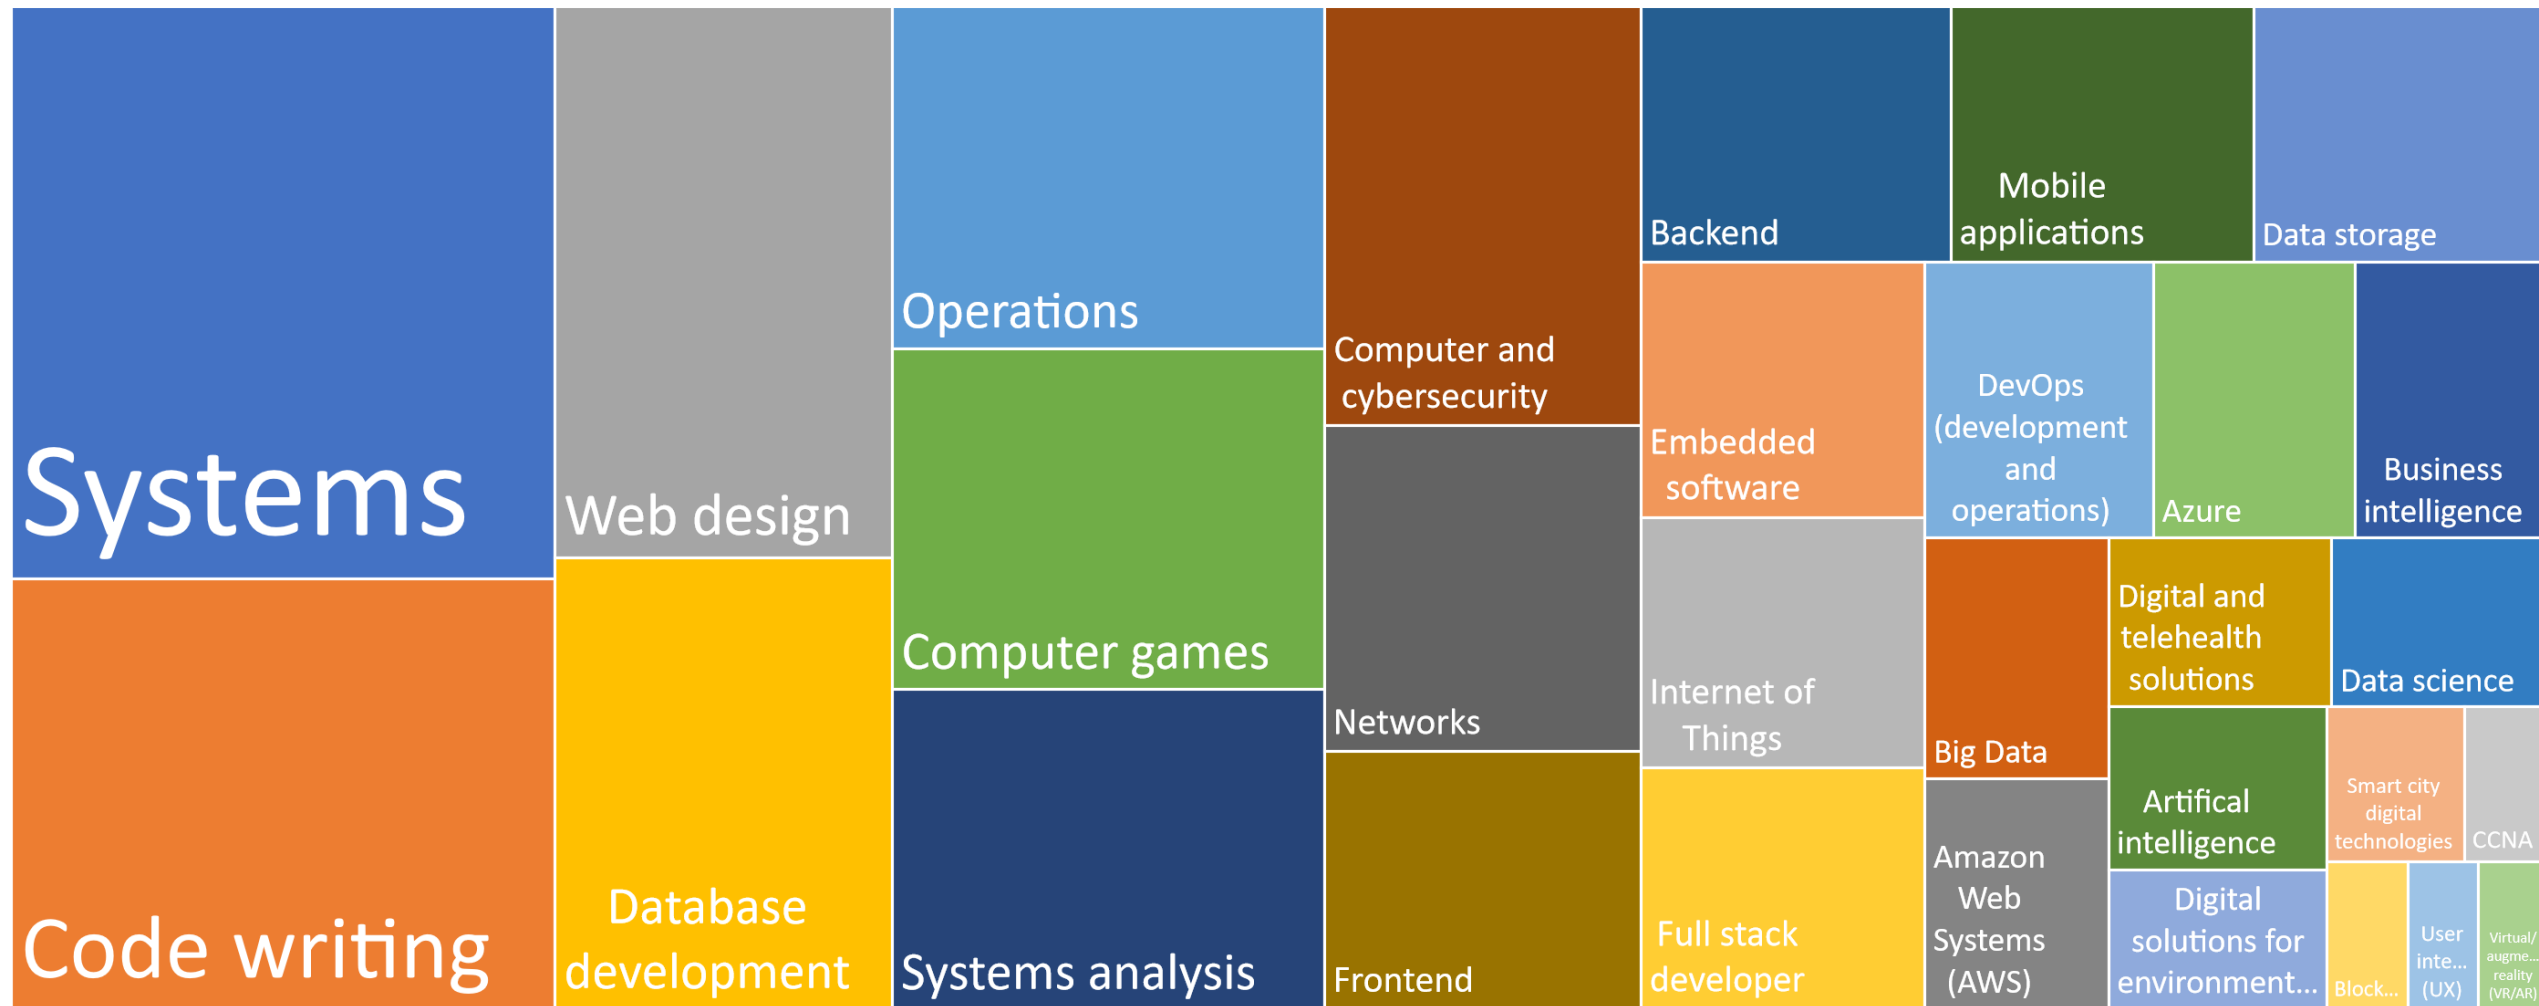 Systems
Code writing
Web design
Database
development
Operations
Computer games
Systems analysis
Computer and
cybersecurity
Networks
Frontend
Backend
Mobile
applications
Data storage
Embedded
software
Internet of
Things
Full stack
developer
DevOps
(development
and
operations)
Azure
Business
intelligence
Big Data
Amazon
Web
Systems
(AWS)
Digital and
telehealth
solutions
Data science
Artifical
intelligence
Digital
solutions for
environment...
Smart city
digital
technologies
CCNA
Block...
User
inte...
(UX)
Virtual/
augme...
reality
(VR/AR)